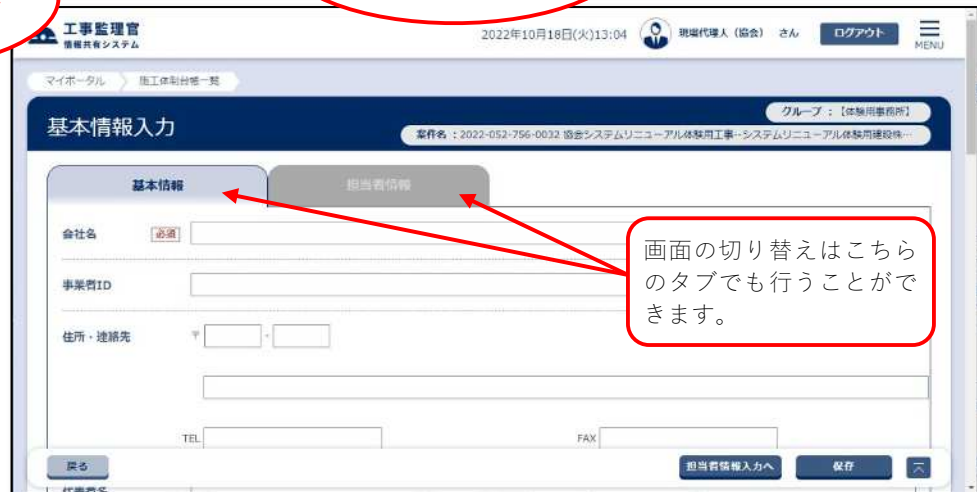 工事監理官
情報共有システム
2022年10月18日(火)13:04
現場代理人（協会） さん
ログアウト
MENU
マイポータル
施工体制台帳一覧
基本情報入力
グループ：【体験用事務所】
案件名：2022-052-756-0032 協会システムリニューアル体験用工事--システムリニューアル体験用建設株…
基本情報
担当者情報
会社名
必須
画面の切り替えはこちら
のタブでも行うことがで
きます。
事業者ID
住所・連絡先
〒
-
TEL
FAX
戻る
担当者情報入力へ
保存
代表者名